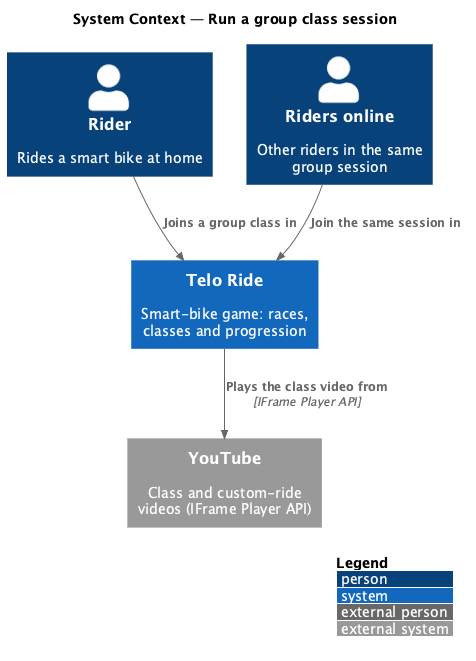 System Context — Run a group class session
Rider
Rides a smart bike at home
Riders online
Other riders in the same
group session
Joins a group class in
Join the same session in
Telo Ride
Smart-bike game: races,
classes and progression
Plays the class video from
[IFrame Player API]
YouTube
Class and custom-ride
videos (IFrame Player API)
Legend
person
system
external person
external system